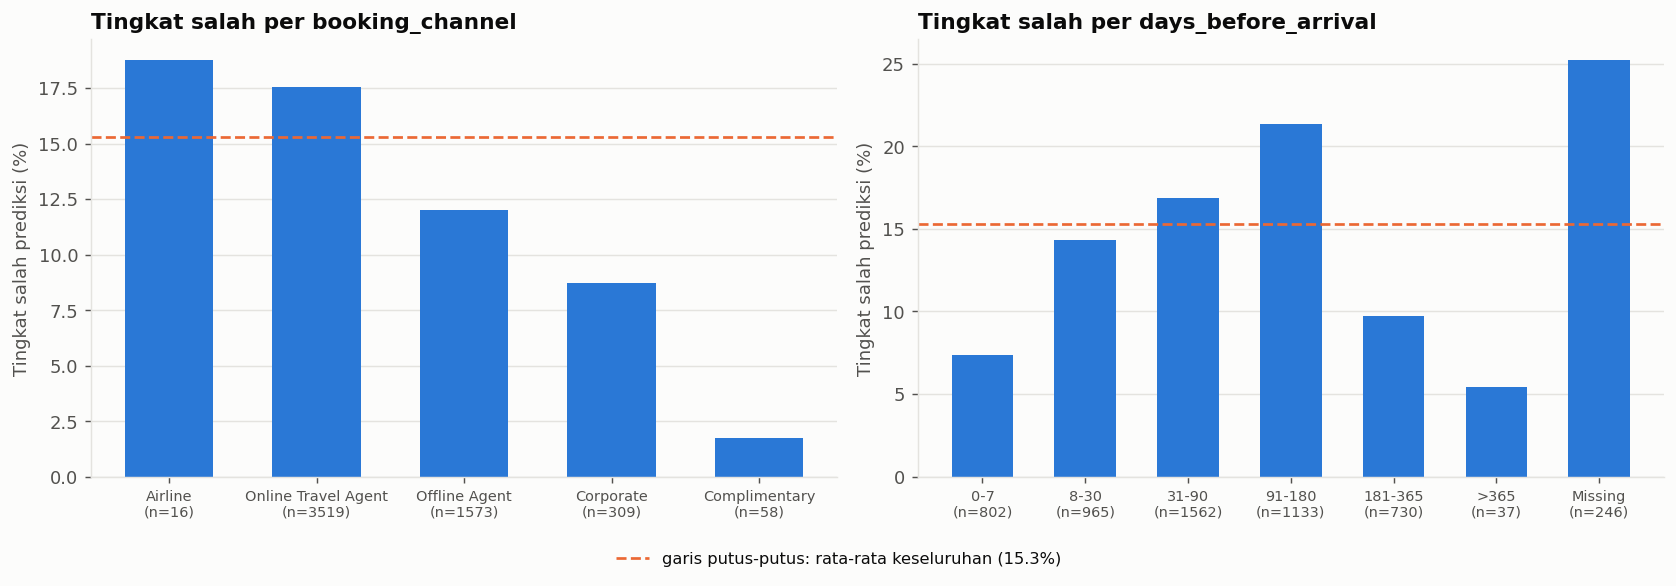 Tingkat salah per booking_channel
Tingkat salah prediksi (%)
17.5
15.0
12.5
10.0
7.5
5.0
2.5
0.0
Airline
(n=16)
Online Travel Agent
(n=3519)
Offline Agent
(n=1573)
Corporate
(n=309)
Complimentary
(n=58)
Tingkat salah per days_before_arrival
Tingkat salah prediksi (%)
25
20
15
10
5
0
0-7
(n=802)
8-30
(n=965)
31-90
(n=1562)
91-180
(n=1133)
181-365
(n=730)
>365
(n=37)
Missing
(n=246)
garis putus-putus: rata-rata keseluruhan (15.3%)